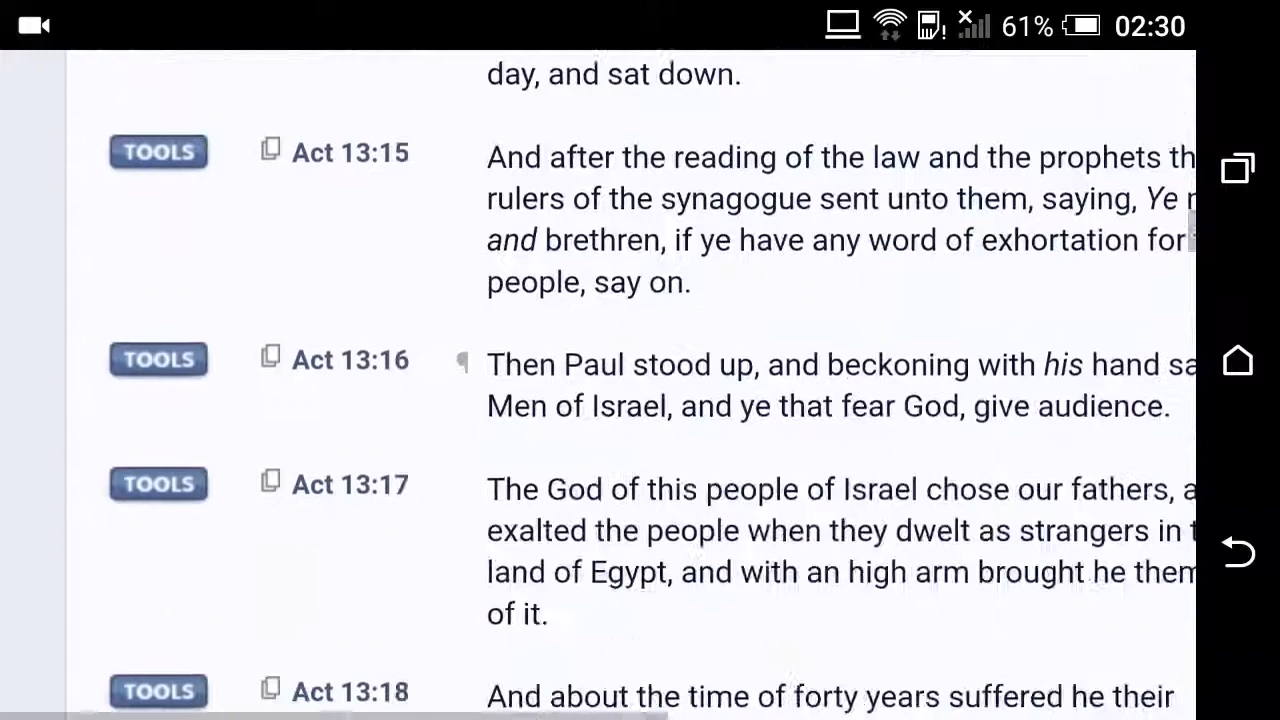 61% 02:30
day, and sat down.
TOOLS Act 13:15 And after the reading of the law and the prophets th
rulers of the synagogue sent unto them, saying, Ye
and brethren, if ye have any word of exhortation for
people, say on.
TOOLS Act 13:16 ¶ Then Paul stood up, and beckoning with his hand sa
Men of Israel, and ye that fear God, give audience.
TOOLS Act 13:17 The God of this people of Israel chose our fathers, a
exalted the people when they dwelt as strangers in t
land of Egypt, and with an high arm brought he them
of it.
TOOLS Act 13:18 And about the time of forty years suffered he their